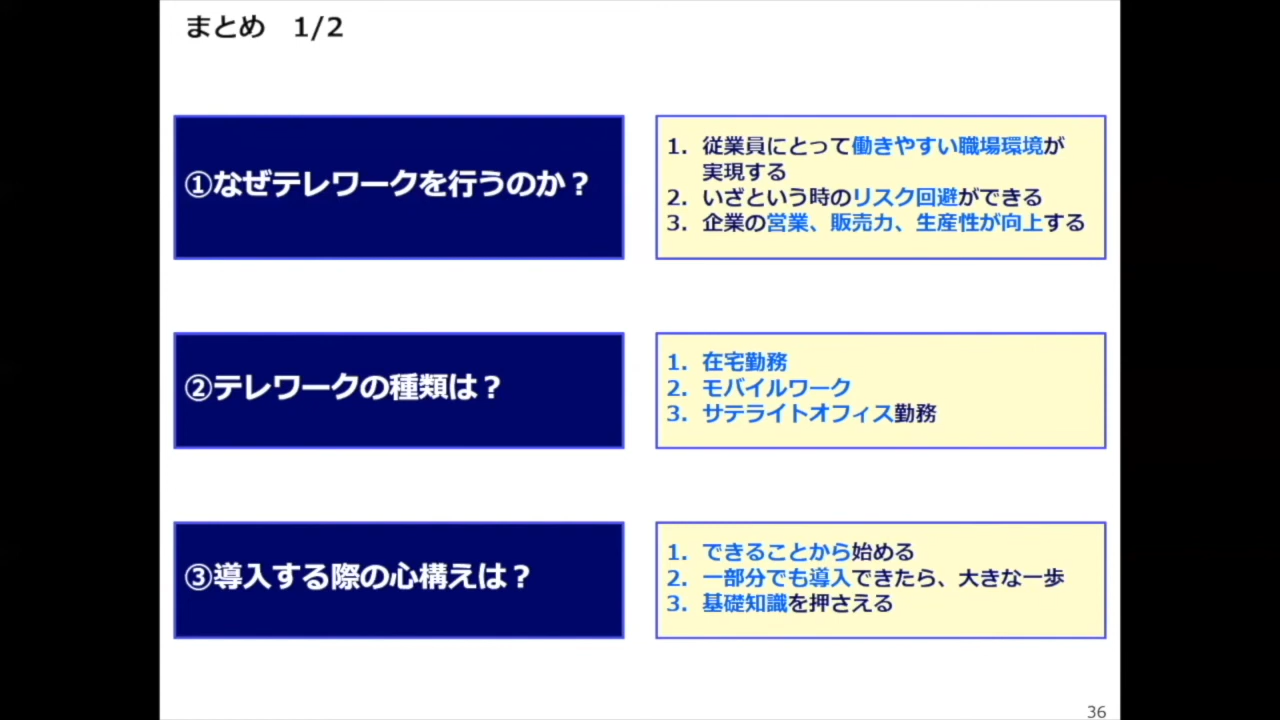 まとめ　1/2
①なぜテレワークを行うのか？
1. 従業員にとって働きやすい職場環境が
実現する
2. いざという時のリスク回避ができる
3. 企業の営業、販売力、生産性が向上する
②テレワークの種類は？
1. 在宅勤務
2. モバイルワーク
3. サテライトオフィス勤務
③導入する際の心構えは？
1. できることから始める
2. 一部分でも導入できたら、大きな一歩
3. 基礎知識を押さえる
36